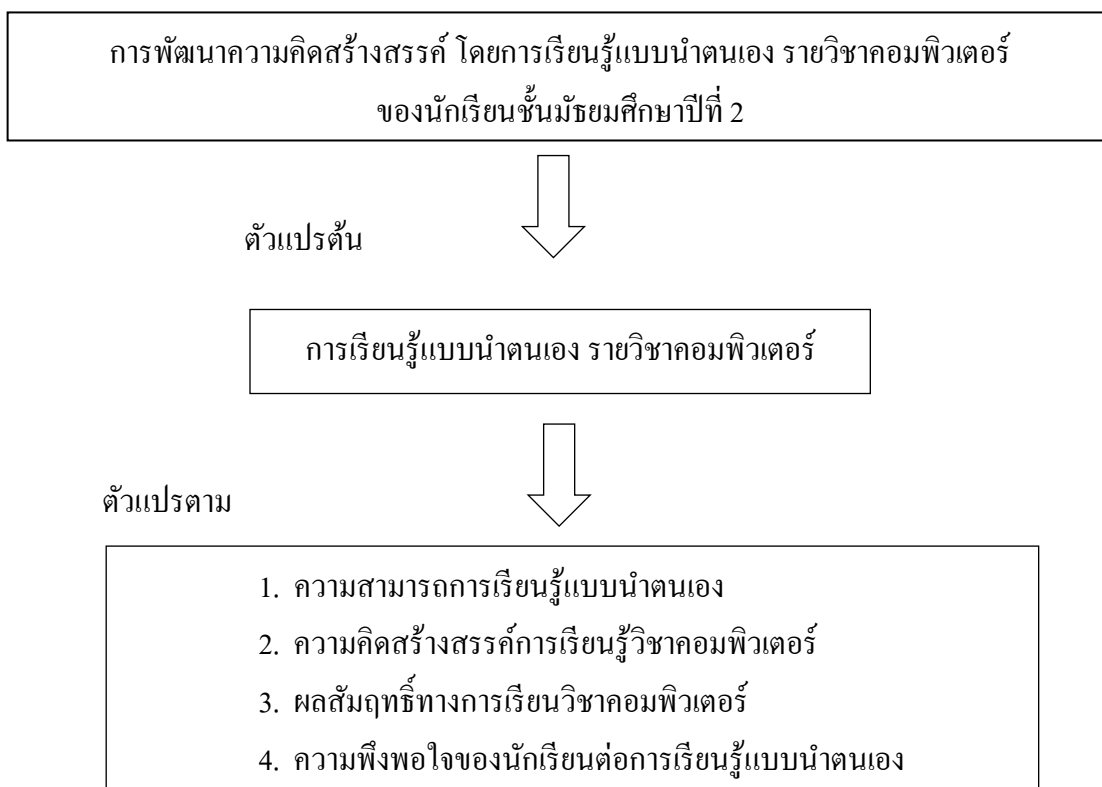 การพัฒนาความคิดสร้างสรรค์ โดยการเรียนรู้แบบนำตนเอง รายวิชาคอมพิวเตอร์
ของนักเรียนชั้นมัธยมศึกษาปีที่ 2
ตัวแปรต้น
การเรียนรู้แบบนำตนเอง รายวิชาคอมพิวเตอร์
ตัวแปรตาม
1. ความสามารถการเรียนรู้แบบนำตนเอง
2. ความคิดสร้างสรรค์การเรียนรู้วิชาคอมพิวเตอร์
3. ผลสัมฤทธิ์ทางการเรียนวิชาคอมพิวเตอร์
4. ความพึงพอใจของนักเรียนต่อการเรียนรู้แบบนำตนเอง